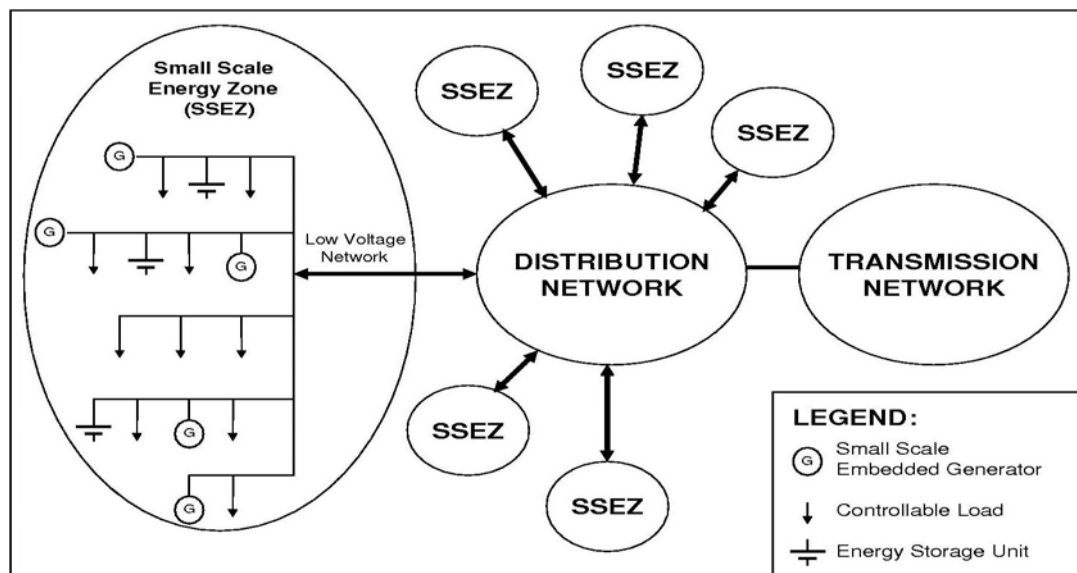 Small Scale
Energy Zone
(SSEZ)
G
G
G
G
G
Low Voltage
Network
SSEZ
SSEZ
SSEZ
DISTRIBUTION
NETWORK
TRANSMISSION
NETWORK
SSEZ
SSEZ
LEGEND:
G
Small Scale
Embedded Generator
Controllable Load
Energy Storage Unit